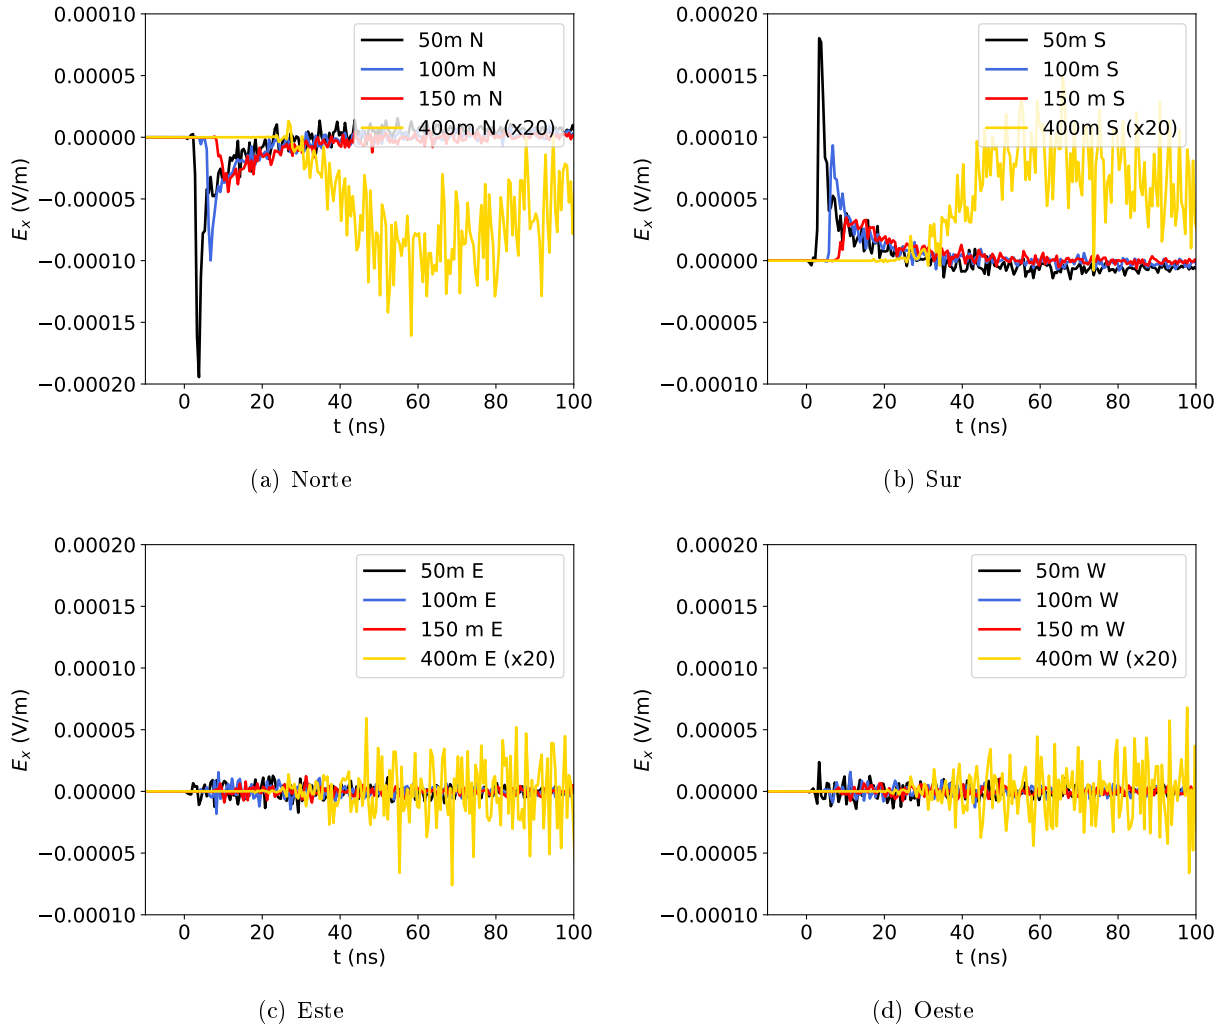 0.00010
0.00005
0.00000
−0.00005
−0.00010
−0.00015
−0.00020
E_x (V/m)
50m N
100m N
150 m N
400m N (x20)
0 20 40 60 80 100
t (ns)
(a) Norte
0.00020
0.00015
0.00010
0.00005
0.00000
−0.00005
−0.00010
E_x (V/m)
50m S
100m S
150 m S
400m S (x20)
0 20 40 60 80 100
t (ns)
(b) Sur
0.00020
0.00015
0.00010
0.00005
0.00000
−0.00005
−0.00010
E_x (V/m)
50m E
100m E
150 m E
400m E (x20)
0 20 40 60 80 100
t (ns)
(c) Este
0.00020
0.00015
0.00010
0.00005
0.00000
−0.00005
−0.00010
E_x (V/m)
50m W
100m W
150 m W
400m W (x20)
0 20 40 60 80 100
t (ns)
(d) Oeste